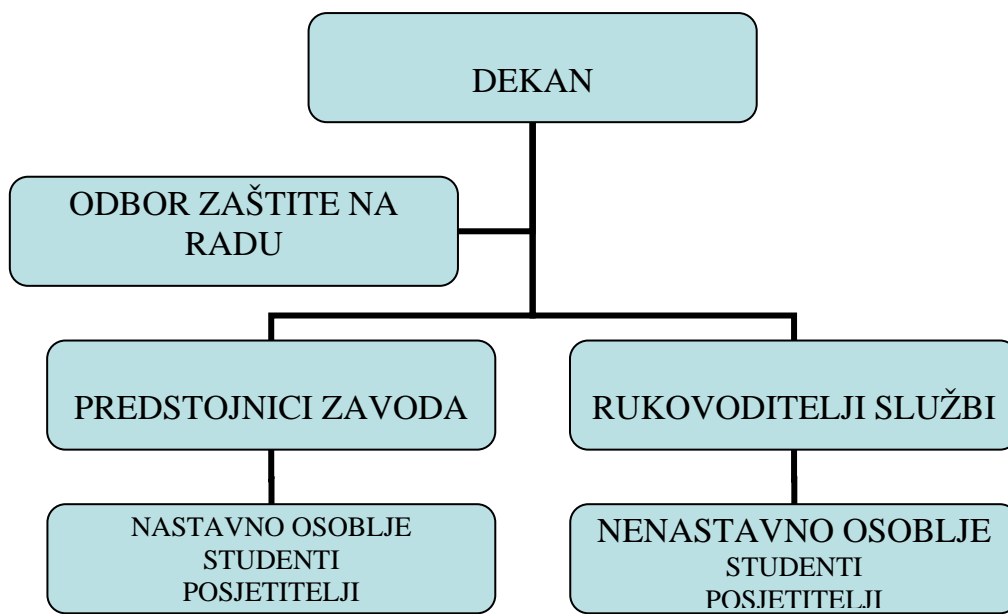 DEKAN
ODBOR ZAŠTITE NA
RADU
PREDSTOJNICI ZAVODA
RUKOVODITELJI SLUŽBI
NASTAVNO OSOBLJE
STUDENTI
POSJETITELJI
NENASTAVNO OSOBLJE
STUDENTI
POSJETITELJI